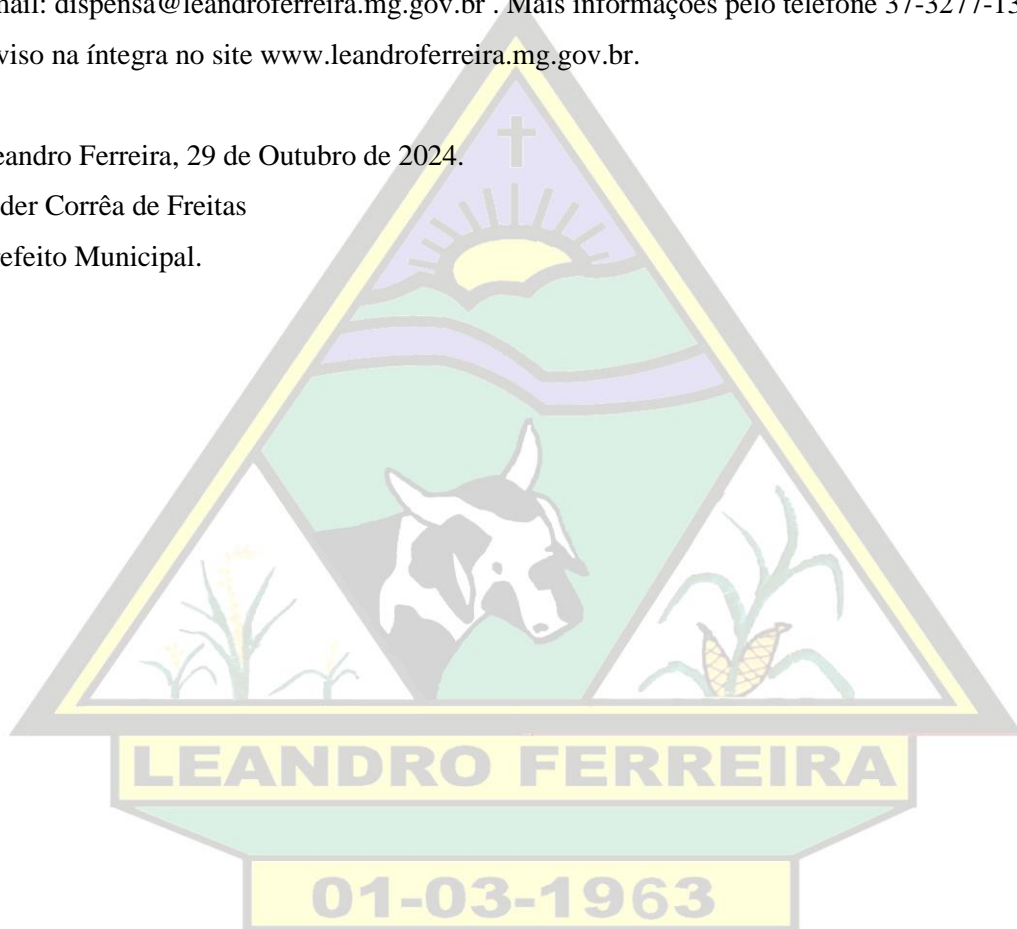 mail: dispensa@leandroferreira.mg.gov.br . Mais informações pelo telefone 37-3277-13
viso na íntegra no site www.leandroferreira.mg.gov.br.
eandro Ferreira, 29 de Outubro de 2024.
der Corrêa de Freitas
refeito Municipal.
LEANDRO FERREIRA
01-03-1963